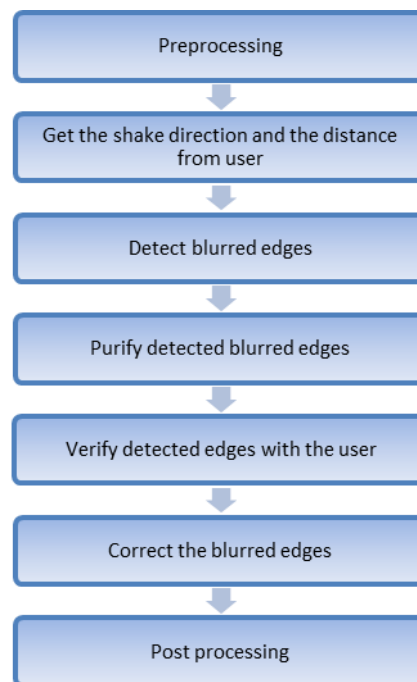 Preprocessing
Get the shake direction and the distance
from user
Detect blurred edges
Purify detected blurred edges
Verify detected edges with the user
Correct the blurred edges
Post processing